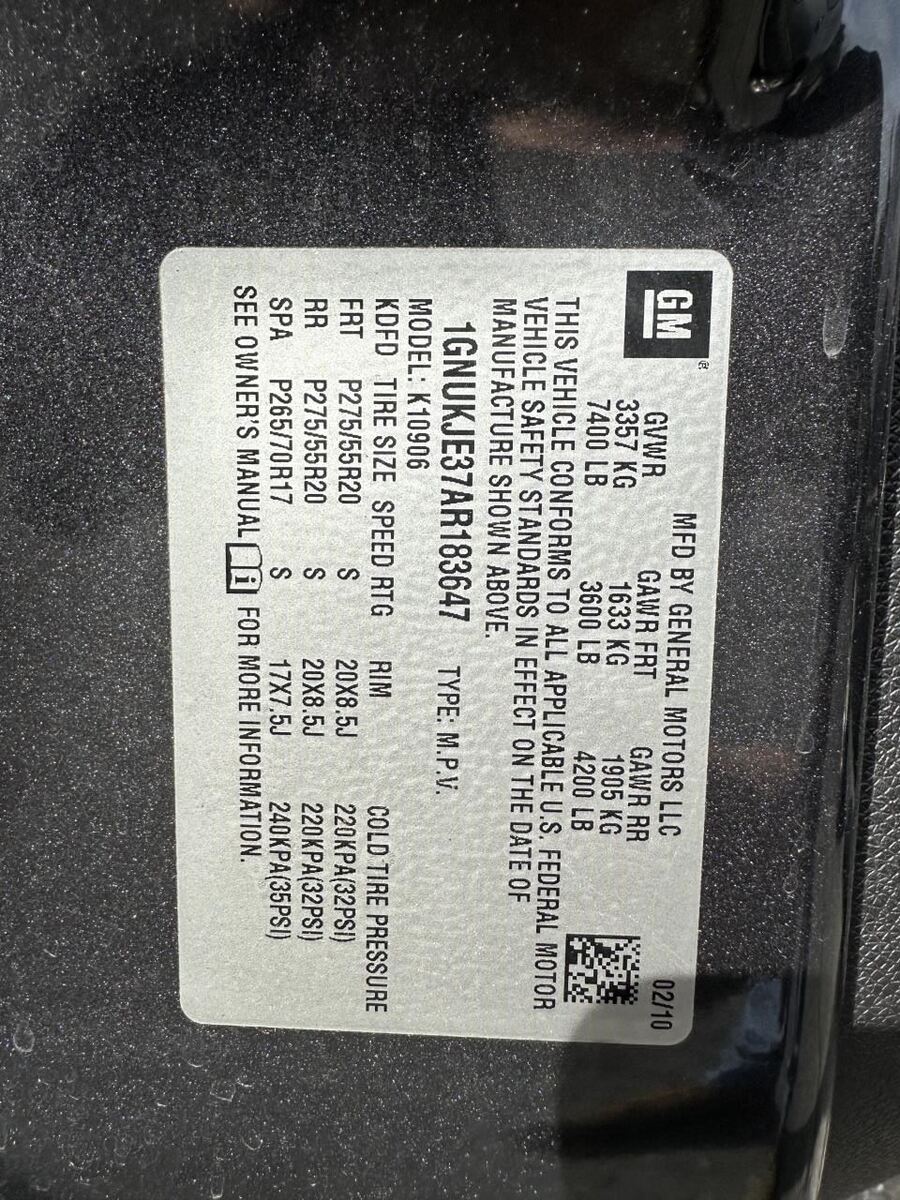 GM®
MFD BY GENERAL MOTORS LLC 02/10
GVWR GAWR FRT GAWR RR
3357 KG 1633 KG 1905 KG
7400 LB 3600 LB 4200 LB
THIS VEHICLE CONFORMS TO ALL APPLICABLE U.S. FEDERAL MOTOR
VEHICLE SAFETY STANDARDS IN EFFECT ON THE DATE OF
MANUFACTURE SHOWN ABOVE.
1GNUKJE37AR183647 TYPE: M.P.V.
MODEL: K10906
KDFD TIRE SIZE SPEED RTG RIM COLD TIRE PRESSURE
FRT P275/55R20 S 20X8.5J 220KPA(32PSI)
RR P275/55R20 S 20X8.5J 220KPA(32PSI)
SPA P265/70R17 S 17X7.5J 240KPA(35PSI)
SEE OWNER'S MANUAL i FOR MORE INFORMATION.